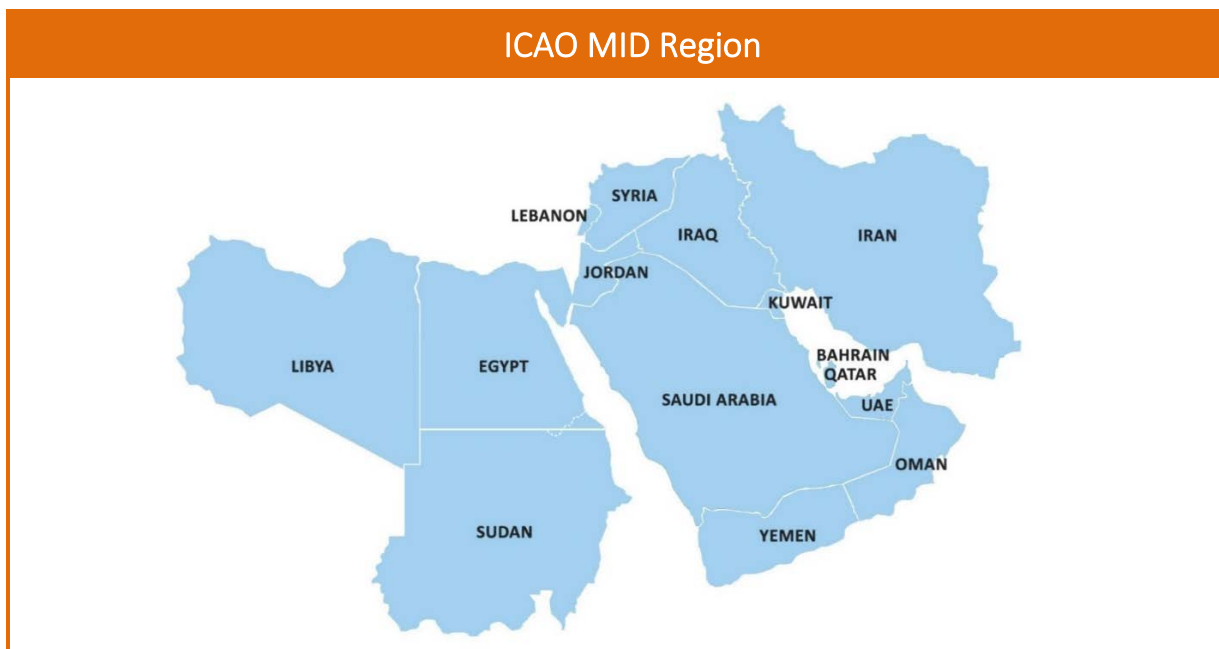 ICAO MID Region
SYRIA
LEBANON
IRAQ
IRAN
JORDAN
KUWAIT
BAHRAIN
QATAR
LIBYA
EGYPT
SAUDI ARABIA
UAE
OMAN
SUDAN
YEMEN